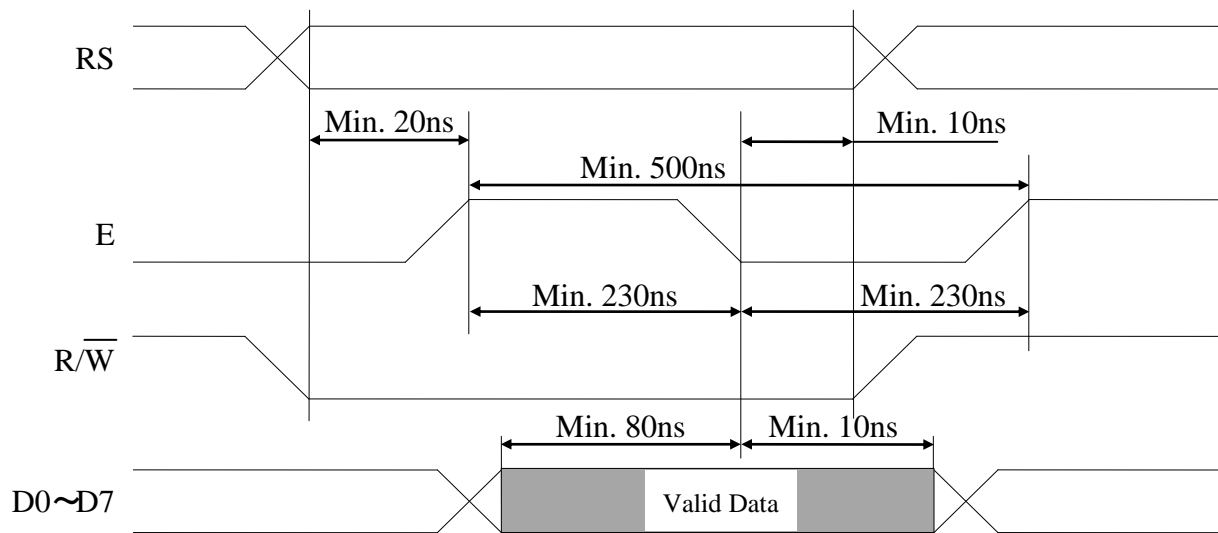 RS
Min. 20ns
Min. 10ns
Min. 500ns
E
Min. 230ns
Min. 230ns
R/W̅
Min. 80ns
Min. 10ns
D0~D7
Valid Data